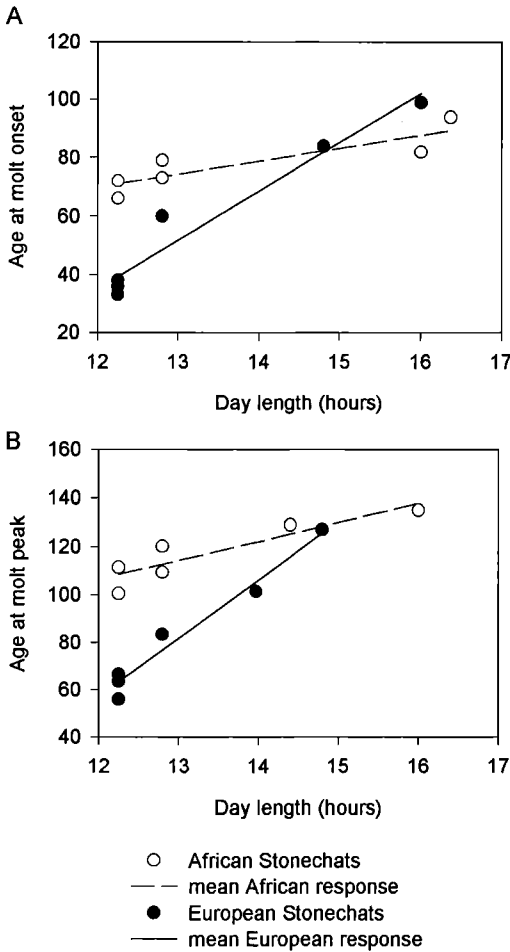 A
120
100
80
60
40
20
Age at molt onset
12 13 14 15 16 17
Day length (hours)
B
160
140
120
100
80
60
40
Age at molt peak
12 13 14 15 16 17
Day length (hours)
African Stonechats
mean African response
European Stonechats
mean European response